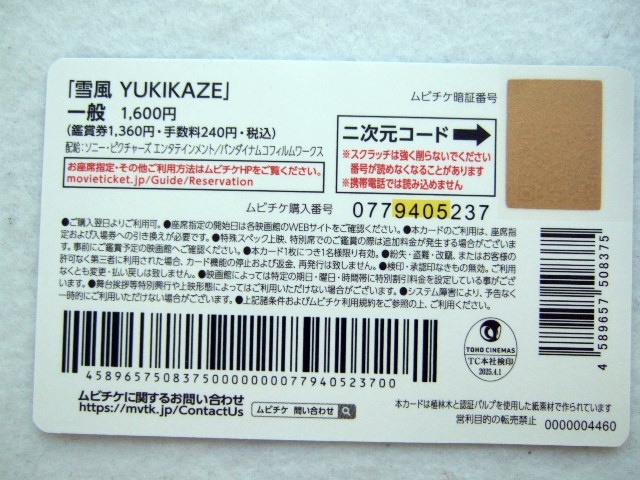 「雪風 YUKIKAZE」
一般 1,600円
(鑑賞券1,360円・手数料240円・税込)
配給:ソニー・ピクチャーズ エンタテインメント/バンダイナムコフィルムワークス
お座席指定・その他ご利用方法はムビチケHPをご覧ください。
movieticket.jp/Guide/Reservation
ムビチケ暗証番号
二次元コード
※スクラッチは強く削らないでください
番号が読めなくなることがあります
※携帯電話では読み込めません
ムビチケ購入番号 0779405237
●ご購入翌日よりご利用可。●座席指定の開始日は各映画館のWEBサイトをご確認ください。●本カードのご利用は、座席指
定および入場券への引き換えが必要です。●特殊スペック上映、特別席でのご鑑賞の際は追加料金が発生する場合がございま
す。事前にご鑑賞予定の映画館へご確認ください。●本カード1枚につき1名様限り有効。●紛失・盗難・改竄、またはお客様の
許可なく第三者に利用された場合、カード機能の停止および返金、再発行は致しません。●検印・承認印なきもの無効。ご利用
なくとも変更・払い戻しは致しません。●映画館によっては特定の期日・曜日・時間帯に特別割引料金を設定している事がござ
います。●舞台挨拶等特別興行や上映形態によってはご利用いただけない場合がございます。●システム障害により、予告なく
一時的にご利用いただけない場合がございます。●上記諸条件およびムビチケ利用規約をご参照の上、ご利用ください。
45896575083750000000077940523700
TOHO CINEMAS
TC本社検印
2025.4.1
4 589657 508375
ムビチケに関するお問い合わせ
https://mvtk.jp/ContactUs
ムビチケ 問い合わせ
本カードは植林木と認証パルプを使用した紙素材で作られています
営利目的の転売禁止 0000004460